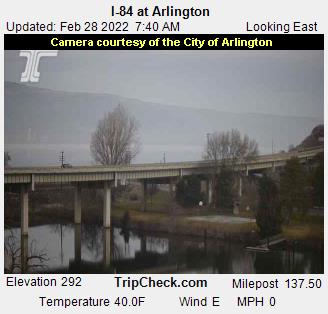 I-84 at Arlington
Updated: Feb 28 2022 7:40 AM Looking East
Camera courtesy of the City of Arlington
Elevation 292 TripCheck.com Milepost 137.50
Temperature 40.0F Wind E MPH 0